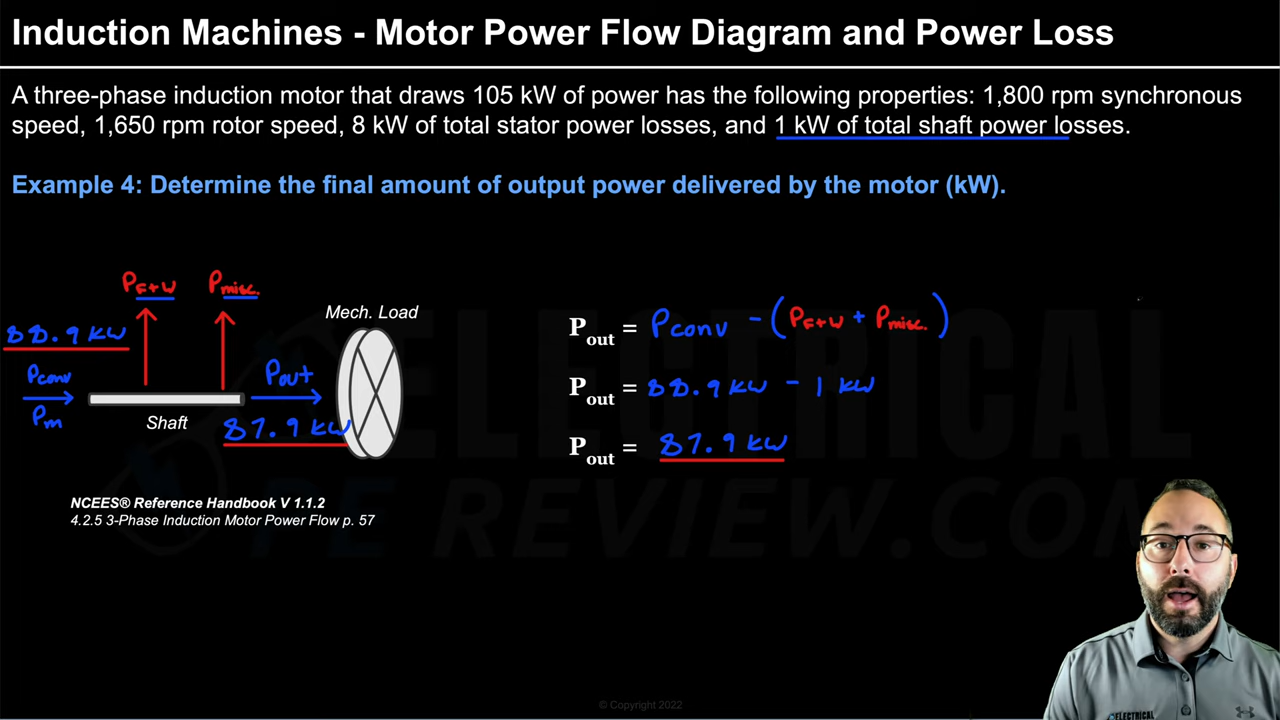 Induction Machines - Motor Power Flow Diagram and Power Loss
A three-phase induction motor that draws 105 kW of power has the following properties: 1,800 rpm synchronous
speed, 1,650 rpm rotor speed, 8 kW of total stator power losses, and 1 kW of total shaft power losses.
Example 4: Determine the final amount of output power delivered by the motor (kW).
PF+W Pmisc.
Mech. Load
88.9 kW
Pconv
Pout
Pm
Shaft
87.9 kW
Pout = Pconv - (PF+W + Pmisc.)
Pout = 88.9 kW - 1 kW
Pout = 87.9 kW
NCEES® Reference Handbook V 1.1.2
4.2.5 3-Phase Induction Motor Power Flow p. 57
ELECTRICAL
PE REVIEW.COM
ELECTRICAL
© Copyright 2022